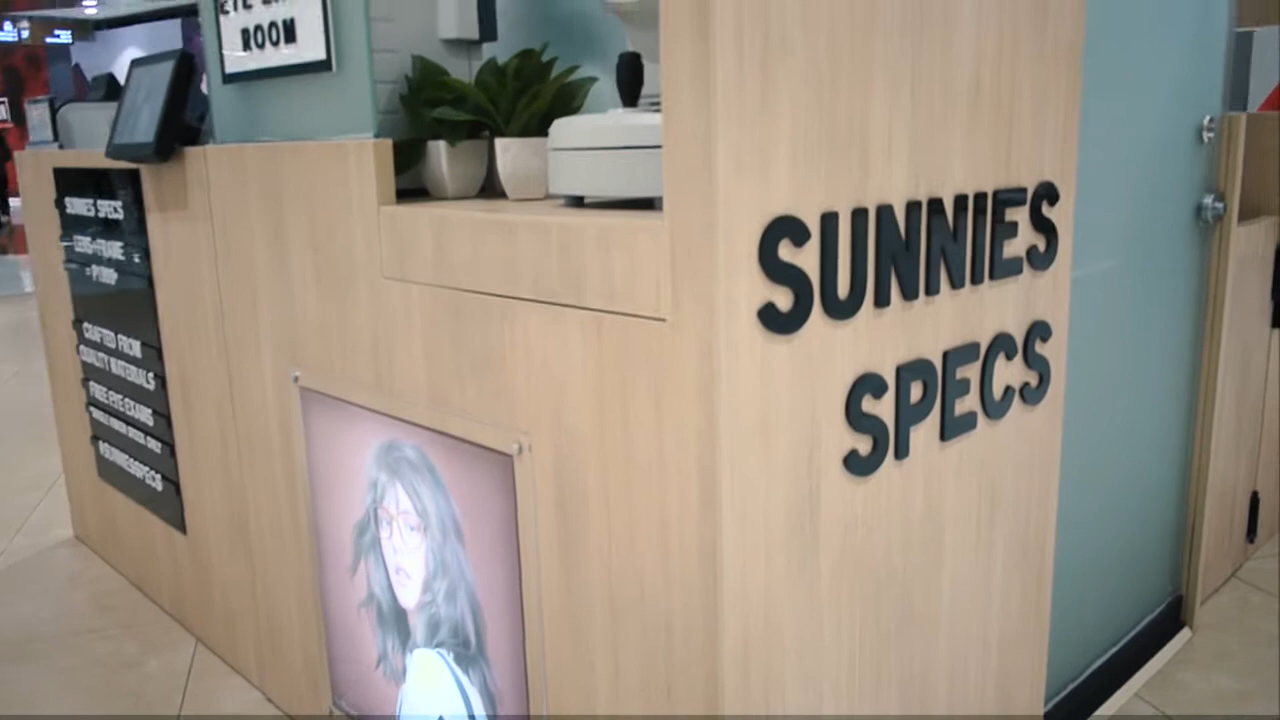 ROOM
SUNNIES SPECS
LENS+FRAME
CRAFTED FROM
QUALITY MATERIALS
FREE EYE EXAMS
@SUNNIESSPECS
SUNNIES
SPECS